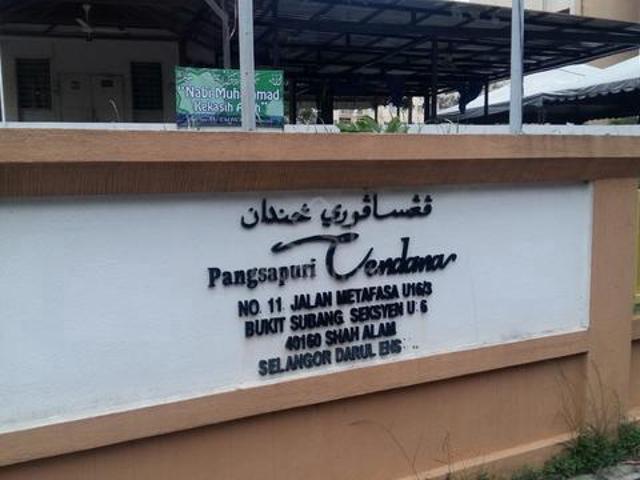 "Nabi Muhammad
Kekasih Allah"
ڤڠساڤوري چندان
Pangsapuri Cendana
NO. 11. JALAN METAFASA U16/3
BUKIT SUBANG. SEKSYEN U 6
40160 SHAH ALAM
SELANGOR DARUL EHS